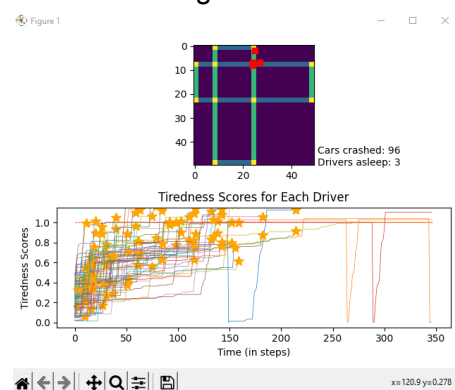 Figure 1
0
10
20
30
40
0 20 40
Cars crashed: 96
Drivers asleep: 3
Tiredness Scores for Each Driver
Tiredness Scores
1.0
0.8
0.6
0.4
0.2
0.0
0 50 100 150 200 250 300 350
Time (in steps)
x=120.9 y=0.278